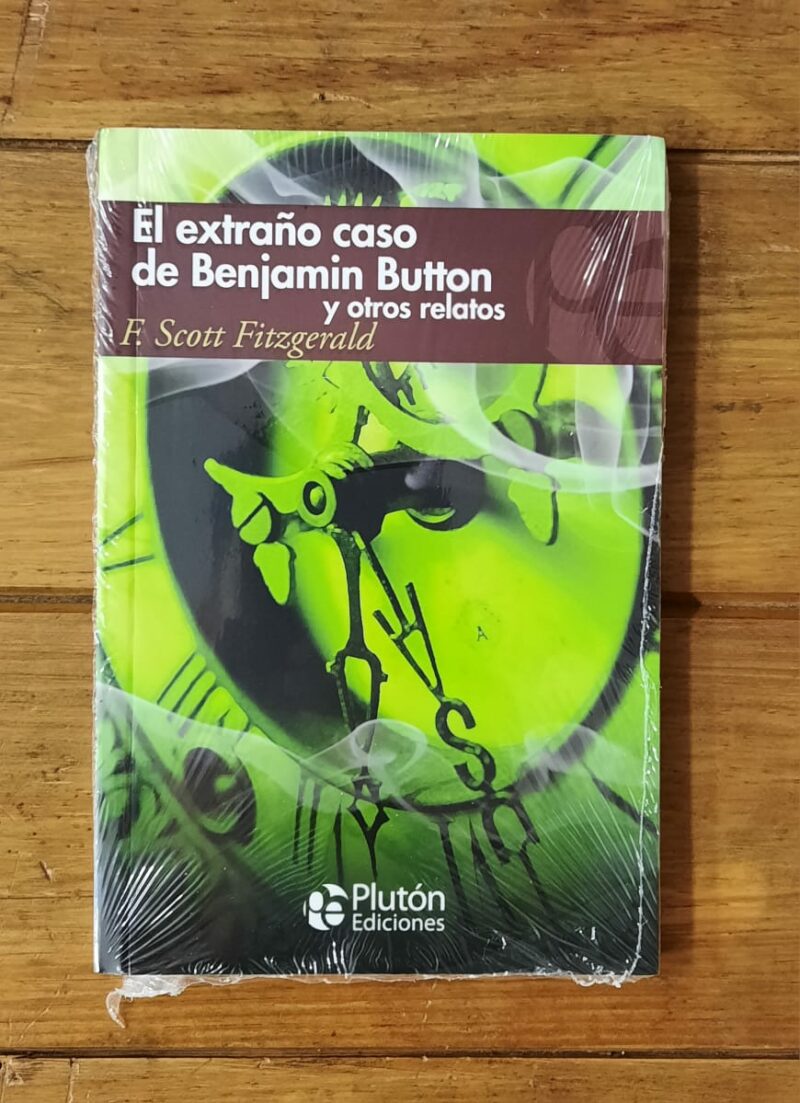 El extraño caso
de Benjamin Button
y otros relatos
F. Scott Fitzgerald
A
S
Plutón
Ediciones